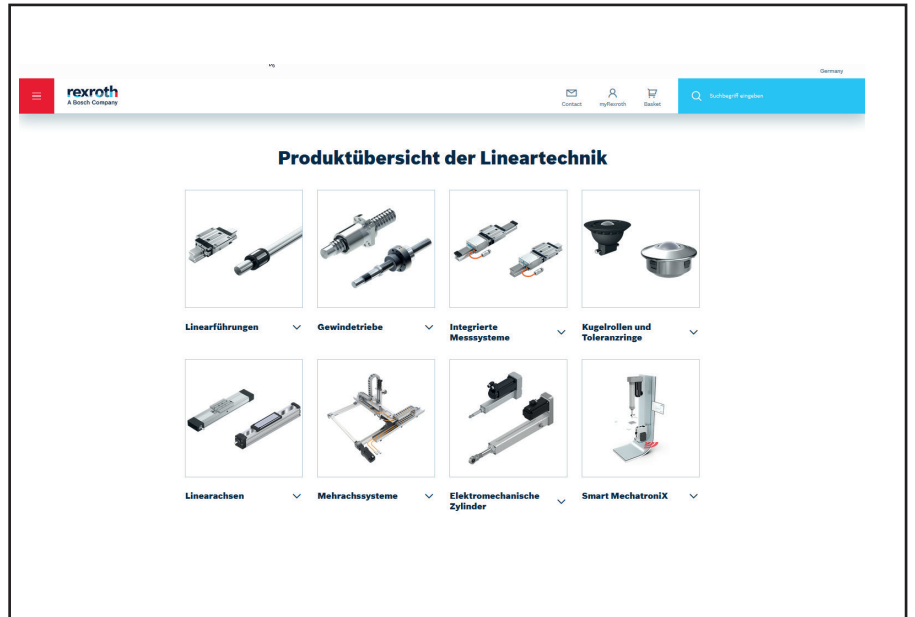 Germany
rexroth
A Bosch Company
Contact
myRexroth
Basket
Suchbegriff eingeben
Produktübersicht der Lineartechnik
Linearführungen
Gewindetriebe
Integrierte
Messsysteme
Kugelrollen und
Toleranzringe
Linearachsen
Mehrachssysteme
Elektromechanische
Zylinder
Smart MechatroniX